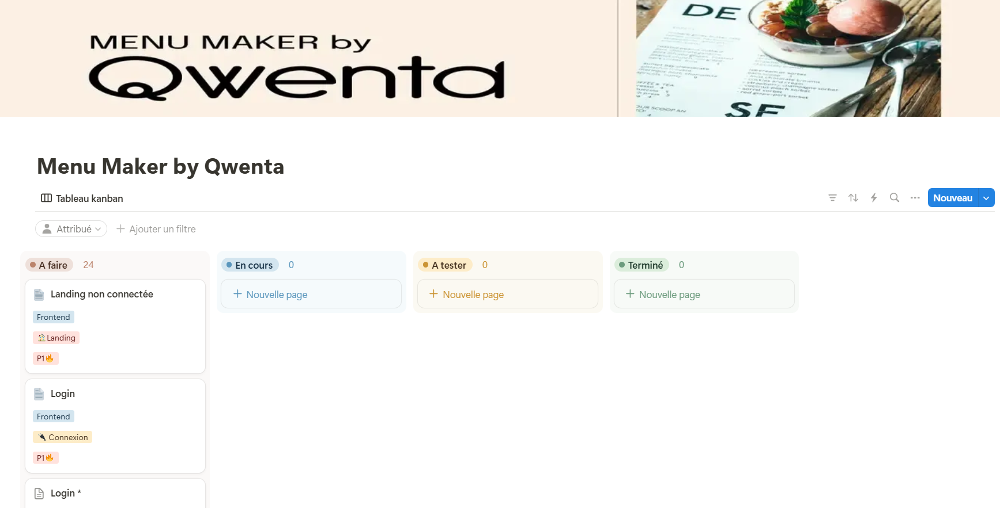 MENU MAKER by
Qwenta
DE
SE
Menu Maker by Qwenta
Tableau kanban
Nouveau
Attribué
Ajouter un filtre
A faire 24
En cours 0
A tester 0
Terminé 0
Landing non connectée
Frontend
Landing
P1
Nouvelle page
Nouvelle page
Nouvelle page
Login
Frontend
Connexion
P1
Login *